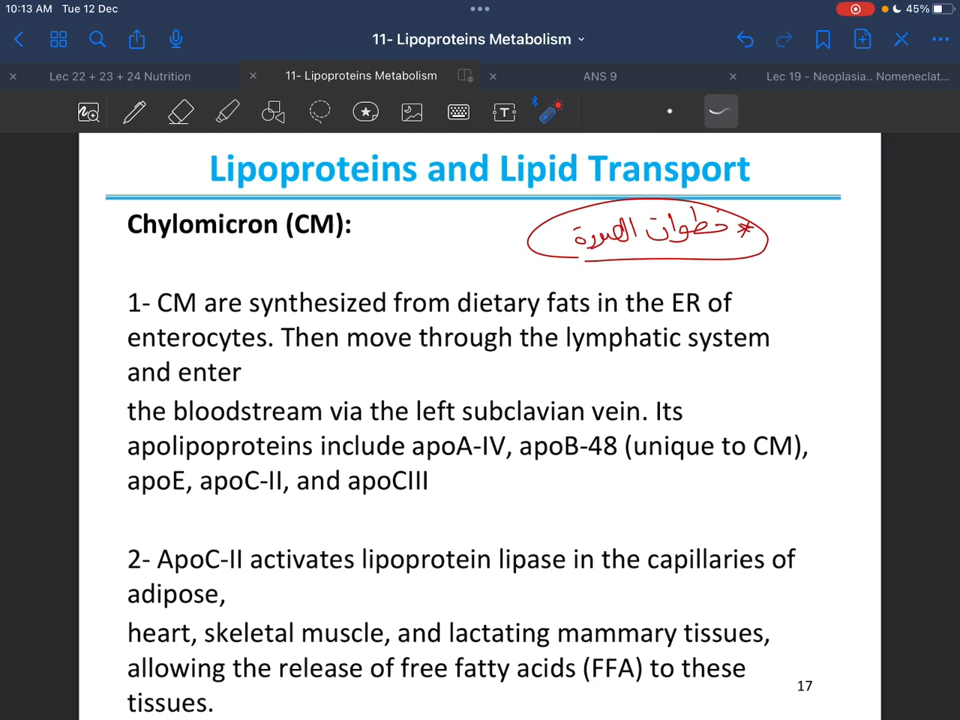 10:13 AM Tue 12 Dec
45%
11- Lipoproteins Metabolism
Lec 22 + 23 + 24 Nutrition
11- Lipoproteins Metabolism
ANS 9
Lec 19 - Neoplasia.. Nomeneclat...
T
Lipoproteins and Lipid Transport
Chylomicron (CM):
* خطوات الصورة
1- CM are synthesized from dietary fats in the ER of
enterocytes. Then move through the lymphatic system
and enter
the bloodstream via the left subclavian vein. Its
apolipoproteins include apoA-IV, apoB-48 (unique to CM),
apoE, apoC-II, and apoCIII
2- ApoC-II activates lipoprotein lipase in the capillaries of
adipose,
heart, skeletal muscle, and lactating mammary tissues,
allowing the release of free fatty acids (FFA) to these
tissues.
17